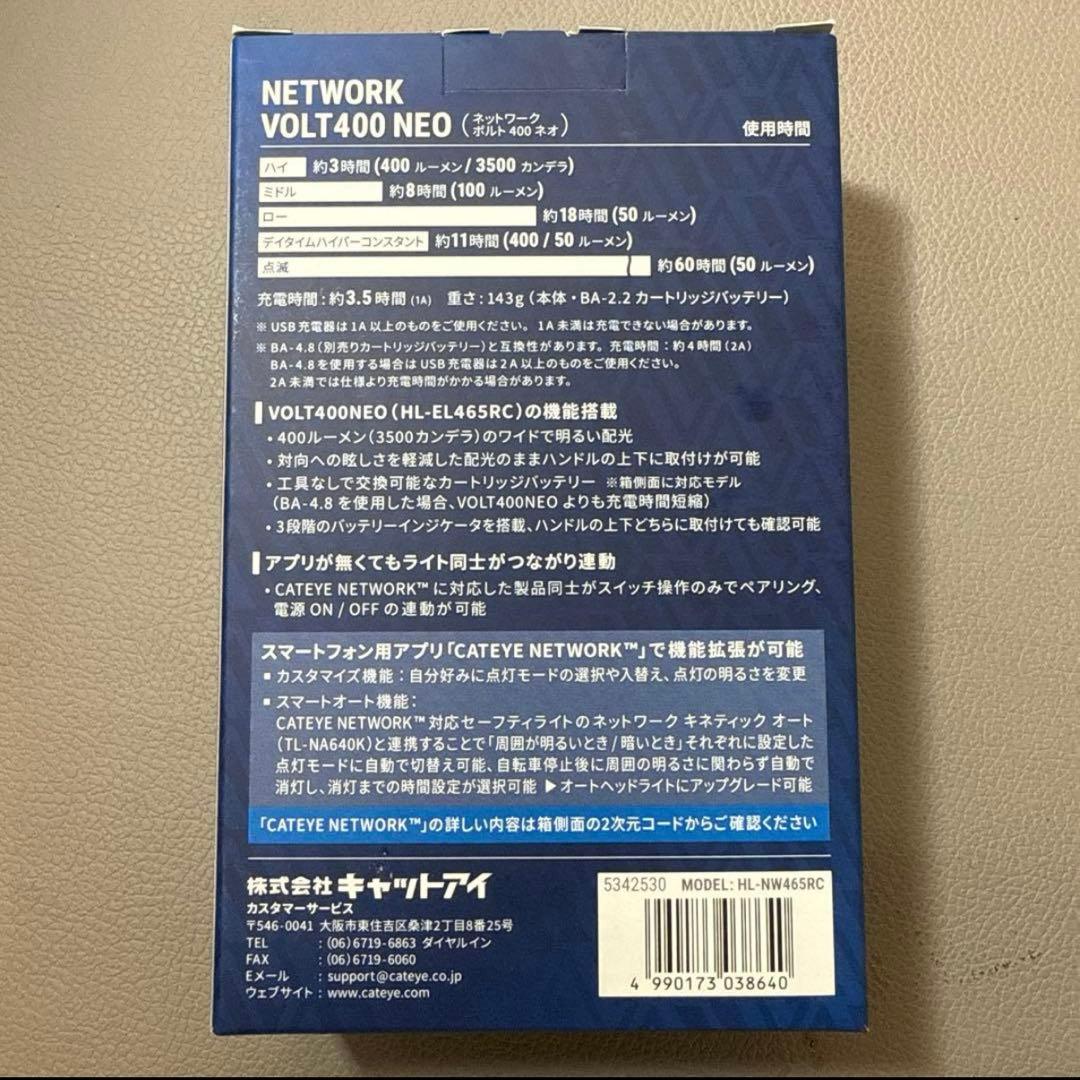 NETWORK
VOLT400 NEO (ネットワーク ボルト400 ネオ)
使用時間
ハイ 約3時間 (400 ルーメン / 3500 カンデラ)
ミドル 約8時間 (100 ルーメン)
ロー 約18時間 (50 ルーメン)
デイタイムハイパーコンスタント 約11時間 (400 / 50 ルーメン)
点滅 約60時間 (50 ルーメン)
充電時間:約3.5時間 (1A) 重さ:143g(本体・BA-2.2 カートリッジバッテリー)
※ USB充電器は1A以上のものをご使用ください。1A未満は充電できない場合があります。
※ BA-4.8(別売りカートリッジバッテリー)と互換性があります。充電時間:約4時間(2A)
BA-4.8を使用する場合はUSB充電器は2A以上のものをご使用ください。
2A未満では仕様より充電時間がかかる場合があります。
VOLT400NEO(HL-EL465RC)の機能搭載
・400ルーメン(3500カンデラ)のワイドで明るい配光
・対向への眩しさを軽減した配光のままハンドルの上下に取付けが可能
・工具なしで交換可能なカートリッジバッテリー ※箱側面に対応モデル
(BA-4.8 を使用した場合、VOLT400NEO よりも充電時間短縮)
・3段階のバッテリーインジケータを搭載、ハンドルの上下どちらに取付けても確認可能
アプリが無くてもライト同士がつながり連動
・CATEYE NETWORK™ に対応した製品同士がスイッチ操作のみでペアリング、
電源 ON / OFF の連動が可能
スマートフォン用アプリ「CATEYE NETWORK™」で機能拡張が可能
■ カスタマイズ機能:自分好みに点灯モードの選択や入替え、点灯の明るさを変更
■ スマートオート機能:
CATEYE NETWORK™ 対応セーフティライトのネットワーク キネティック オート
(TL-NA640K)と連携することで「周囲が明るいとき / 暗いとき」それぞれに設定した
点灯モードに自動で切替え可能、自転車停止後に周囲の明るさに関わらず自動で
消灯し、消灯までの時間設定が選択可能 ▶オートヘッドライトにアップグレード可能
「CATEYE NETWORK™」の詳しい内容は箱側面の2次元コードからご確認ください
株式会社 キャットアイ
カスタマーサービス
〒546-0041 大阪市東住吉区桑津2丁目8番25号
TEL :(06)6719-6863 ダイヤルイン
FAX :(06)6719-6060
Eメール : support@cateye.co.jp
ウェブサイト : www.cateye.com
5342530 MODEL: HL-NW465RC
4 990173 038640